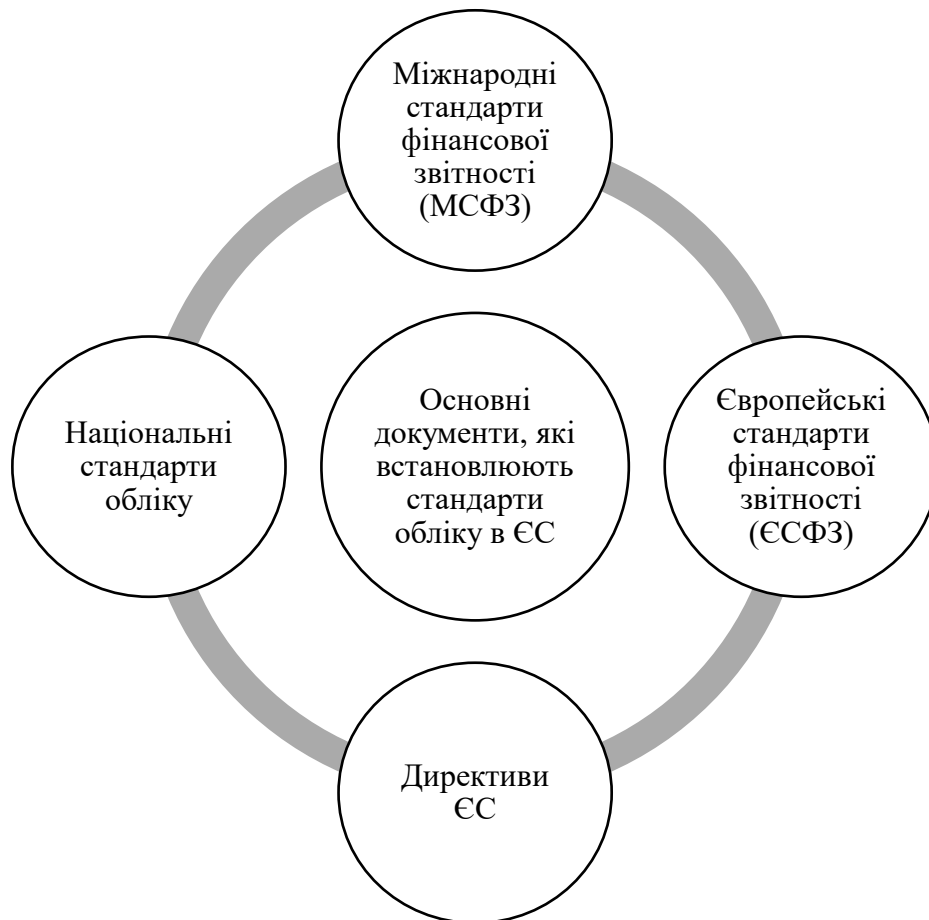 Міжнародні
стандарти
фінансової
звітності
(МСФЗ)
Національні
стандарти
обліку
Основні
документи, які
встановлюють
стандарти
обліку в ЄС
Європейські
стандарти
фінансової
звітності
(ЄСФЗ)
Директиви
ЄС